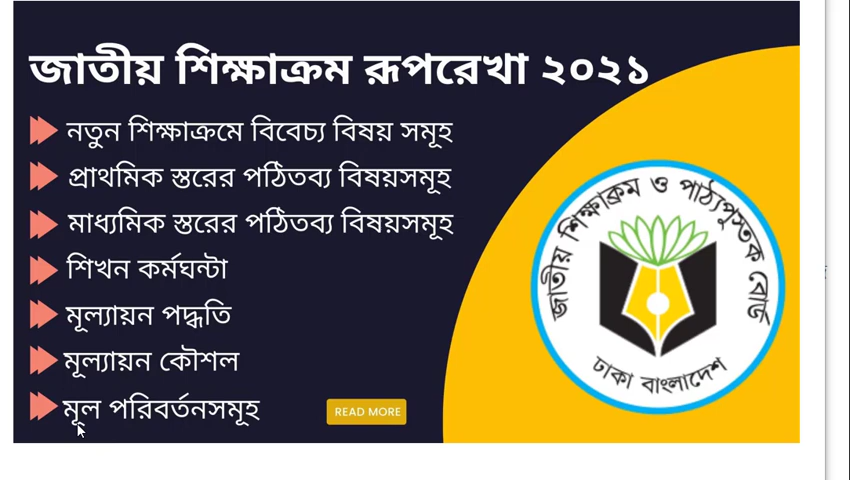 জাতীয় শিক্ষাক্রম রূপরেখা ২০২১
নতুন শিক্ষাক্রমে বিবেচ্য বিষয় সমূহ
প্রাথমিক স্তরের পঠিতব্য বিষয়সমূহ
মাধ্যমিক স্তরের পঠিতব্য বিষয়সমূহ
শিখন কর্মঘন্টা
মূল্যায়ন পদ্ধতি
মূল্যায়ন কৌশল
মূল পরিবর্তনসমূহ
READ MORE
জাতীয় শিক্ষাক্রম ও পাঠ্যপুস্তক বোর্ড
ঢাকা বাংলাদেশ